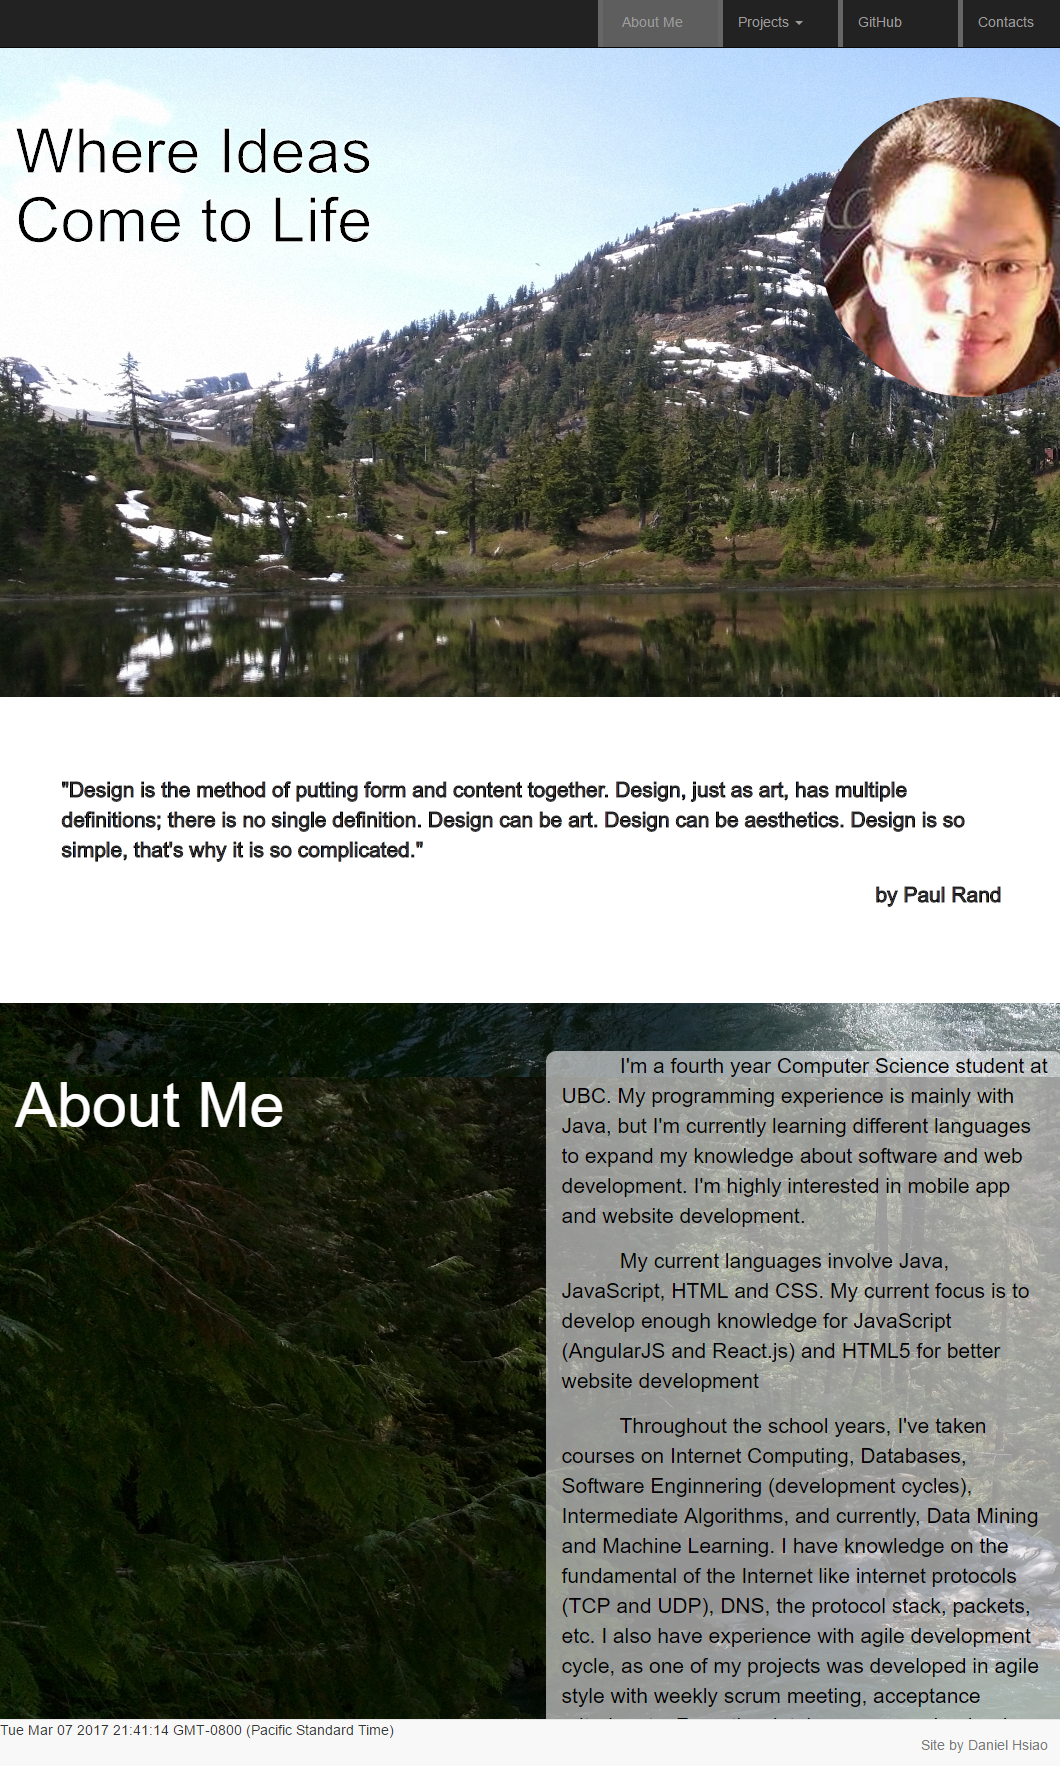 About Me
Projects
GitHub
Contacts
Where Ideas
Come to Life
"Design is the method of putting form and content together. Design, just as art, has multiple
definitions; there is no single definition. Design can be art. Design can be aesthetics. Design is so
simple, that's why it is so complicated."
by Paul Rand
About Me
I'm a fourth year Computer Science student at
UBC. My programming experience is mainly with
Java, but I'm currently learning different languages
to expand my knowledge about software and web
development. I'm highly interested in mobile app
and website development.
My current languages involve Java,
JavaScript, HTML and CSS. My current focus is to
develop enough knowledge for JavaScript
(AngularJS and React.js) and HTML5 for better
website development
Throughout the school years, I've taken
courses on Internet Computing, Databases,
Software Enginnering (development cycles),
Intermediate Algorithms, and currently, Data Mining
and Machine Learning. I have knowledge on the
fundamental of the Internet like internet protocols
(TCP and UDP), DNS, the protocol stack, packets,
etc. I also have experience with agile development
cycle, as one of my projects was developed in agile
style with weekly scrum meeting, acceptance
Tue Mar 07 2017 21:41:14 GMT-0800 (Pacific Standard Time)
Site by Daniel Hsiao